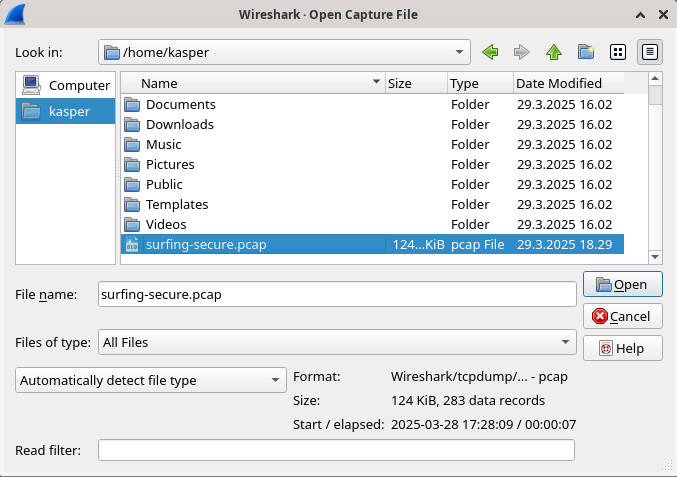 Wireshark · Open Capture File
Look in: /home/kasper
Computer
kasper
Name Size Type Date Modified
Documents Folder 29.3.2025 16.02
Downloads Folder 29.3.2025 16.02
Music Folder 29.3.2025 16.02
Pictures Folder 29.3.2025 16.02
Public Folder 29.3.2025 16.02
Templates Folder 29.3.2025 16.02
Videos Folder 29.3.2025 16.02
surfing-secure.pcap 124...KiB pcap File 29.3.2025 18.29
File name: surfing-secure.pcap
Open
Cancel
Files of type: All Files
Help
Automatically detect file type
Format: Wireshark/tcpdump/... - pcap
Size: 124 KiB, 283 data records
Start / elapsed: 2025-03-28 17:28:09 / 00:00:07
Read filter: